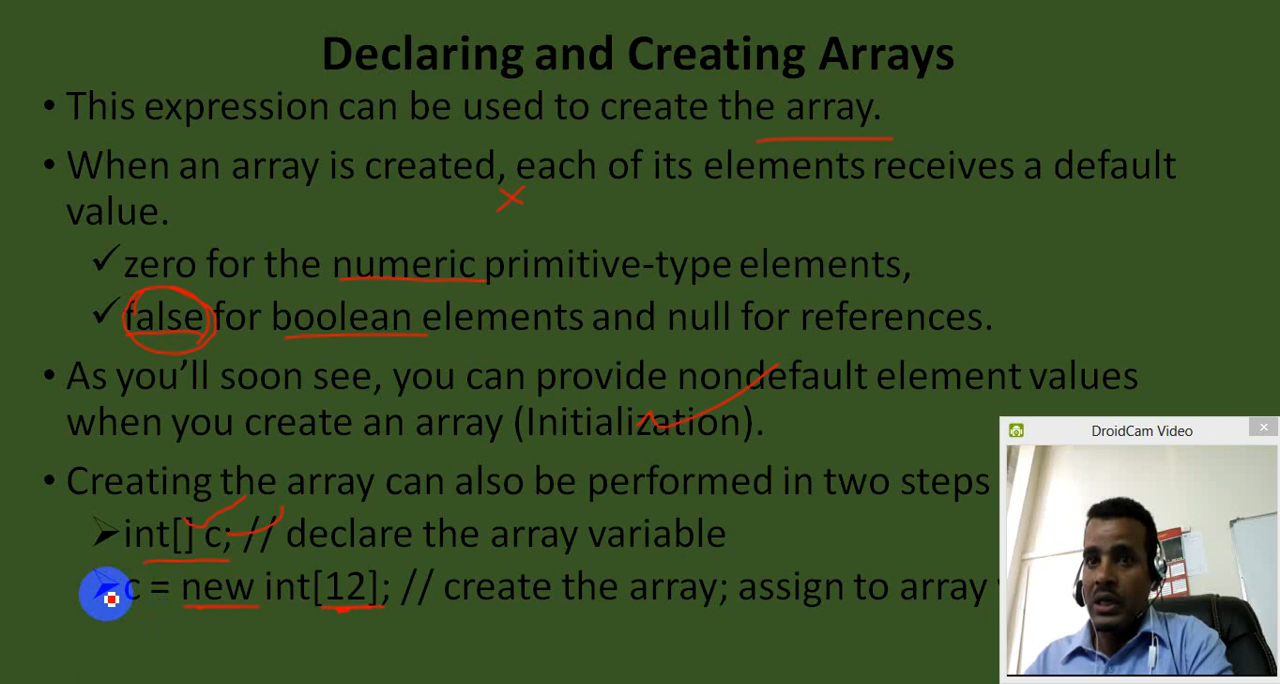 Declaring and Creating Arrays
• This expression can be used to create the array.
• When an array is created, each of its elements receives a default
value.
✓ zero for the numeric primitive-type elements,
✓ false for boolean elements and null for references.
• As you’ll soon see, you can provide nondefault element values
when you create an array (Initialization).
• Creating the array can also be performed in two steps
➢ int[] c; // declare the array variable
➢ c = new int[12]; // create the array; assign to array
DroidCam Video